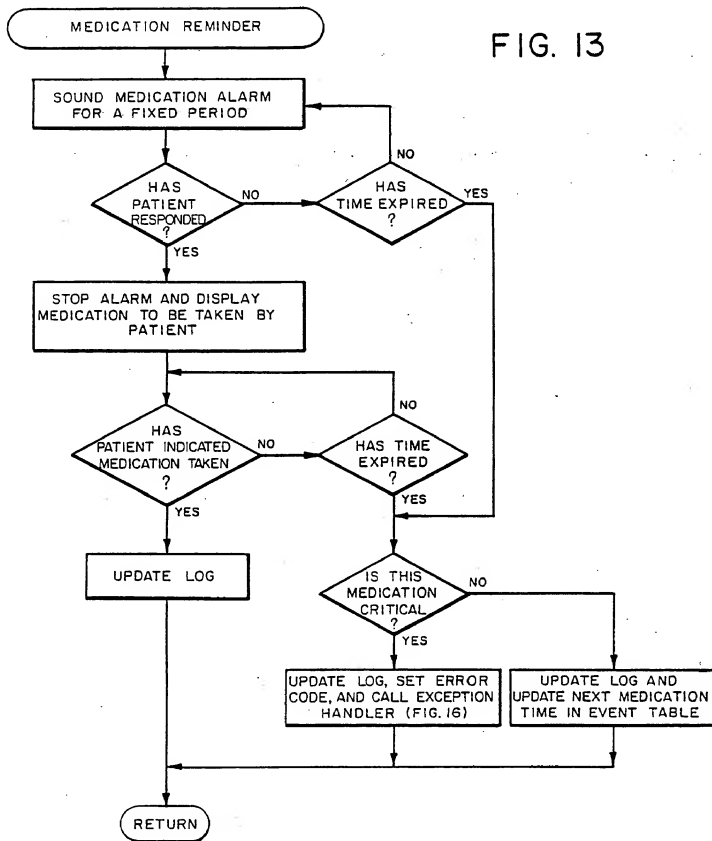 MEDICATION REMINDER
FIG. 13
SOUND MEDICATION ALARM
FOR A FIXED PERIOD
NO
HAS
PATIENT
RESPONDED
?
NO
HAS
TIME EXPIRED
?
YES
YES
STOP ALARM AND DISPLAY
MEDICATION TO BE TAKEN BY
PATIENT
NO
HAS
PATIENT INDICATED
MEDICATION TAKEN
?
NO
HAS TIME
EXPIRED
?
YES
YES
UPDATE LOG
IS THIS
MEDICATION
CRITICAL
?
NO
YES
UPDATE LOG, SET ERROR
CODE, AND CALL EXCEPTION
HANDLER (FIG. 16)
UPDATE LOG AND
UPDATE NEXT MEDICATION
TIME IN EVENT TABLE
RETURN